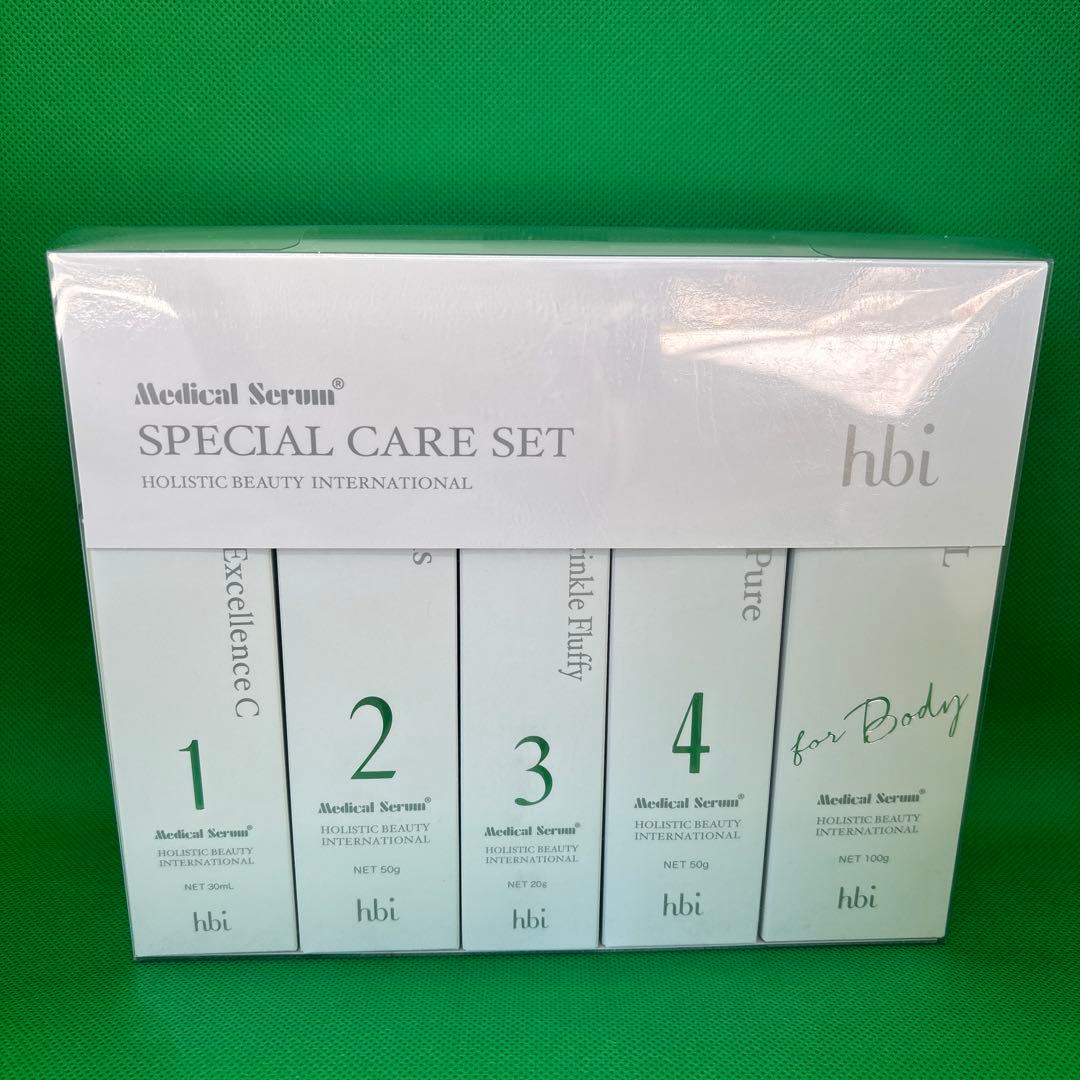 Medical Serum®
SPECIAL CARE SET
HOLISTIC BEAUTY INTERNATIONAL
hbi
Excellence C
1
Medical Serum®
HOLISTIC BEAUTY
INTERNATIONAL
NET 30mL
hbi
s
2
Medical Serum®
HOLISTIC BEAUTY
INTERNATIONAL
NET 50g
hbi
rinkle Fluffy
3
Medical Serum®
HOLISTIC BEAUTY
INTERNATIONAL
NET 20g
hbi
Pure
4
Medical Serum®
HOLISTIC BEAUTY
INTERNATIONAL
NET 50g
hbi
L
for Body
Medical Serum®
HOLISTIC BEAUTY
INTERNATIONAL
NET 100g
hbi